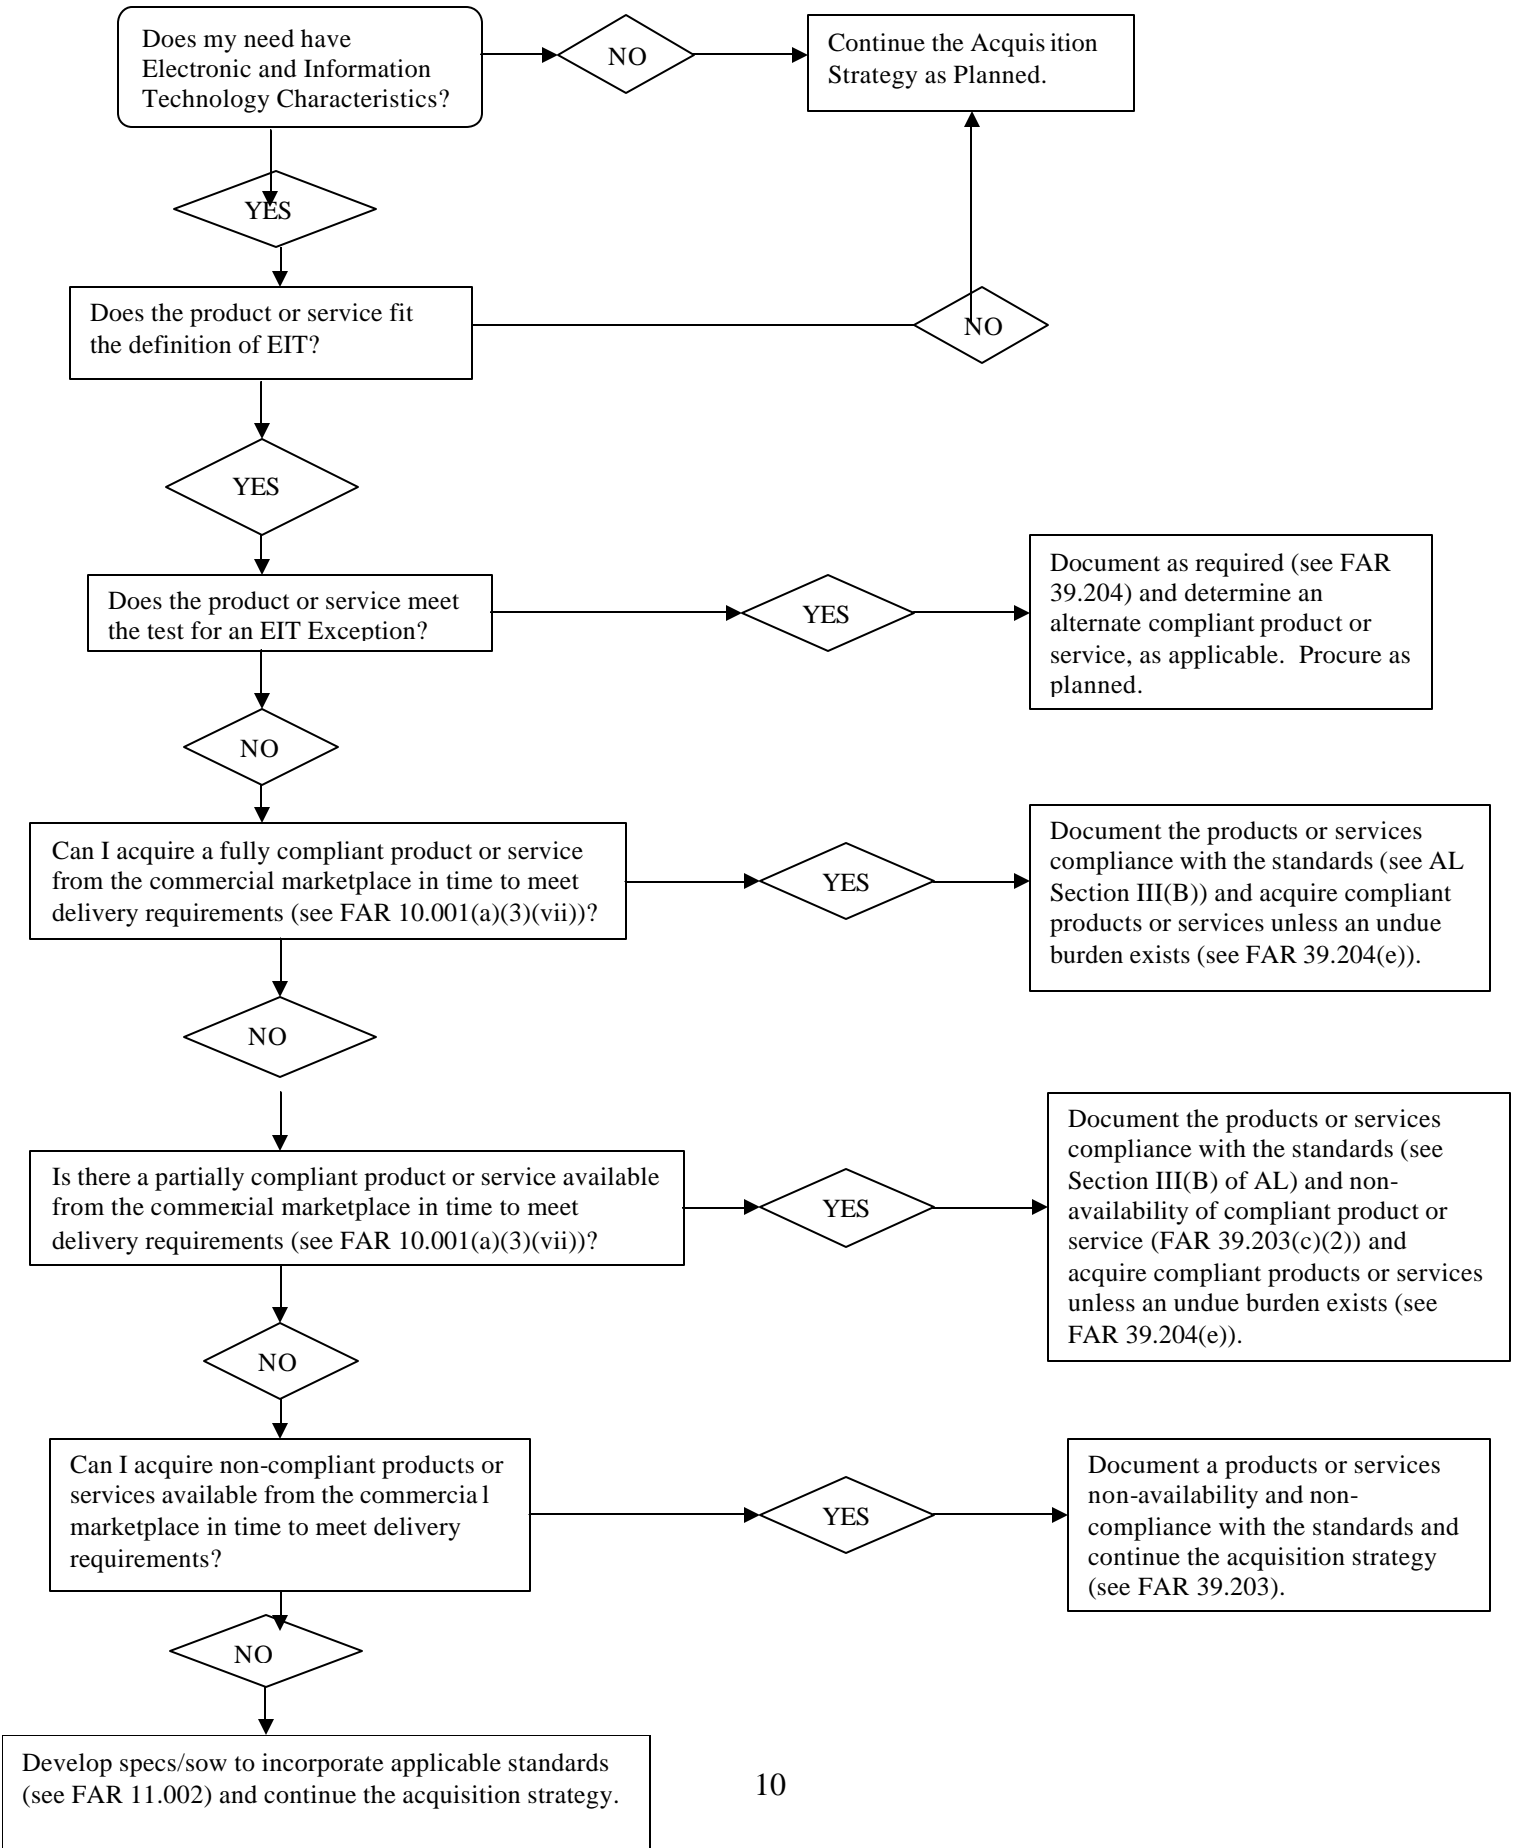 Does my need have
Electronic and Information
Technology Characteristics?
NO
Continue the Acquisition
Strategy as Planned.
YES
Does the product or service fit
the definition of EIT?
NO
YES
Does the product or service meet
the test for an EIT Exception?
YES
Document as required (see FAR
39.204) and determine an
alternate compliant product or
service, as applicable. Procure as
planned.
NO
Can I acquire a fully compliant product or service
from the commercial marketplace in time to meet
delivery requirements (see FAR 10.001(a)(3)(vii))?
YES
Document the products or services
compliance with the standards (see AL
Section III(B)) and acquire compliant
products or services unless an undue
burden exists (see FAR 39.204(e)).
NO
Is there a partially compliant product or service available
from the commercial marketplace in time to meet
delivery requirements (see FAR 10.001(a)(3)(vii))?
YES
Document the products or services
compliance with the standards (see
Section III(B) of AL) and non-
availability of compliant product or
service (FAR 39.203(c)(2)) and
acquire compliant products or services
unless an undue burden exists (see
FAR 39.204(e)).
NO
Can I acquire non-compliant products or
services available from the commercial
marketplace in time to meet delivery
requirements?
YES
Document a products or services
non-availability and non-
compliance with the standards and
continue the acquisition strategy
(see FAR 39.203).
NO
Develop specs/sow to incorporate applicable standards
(see FAR 11.002) and continue the acquisition strategy.
10